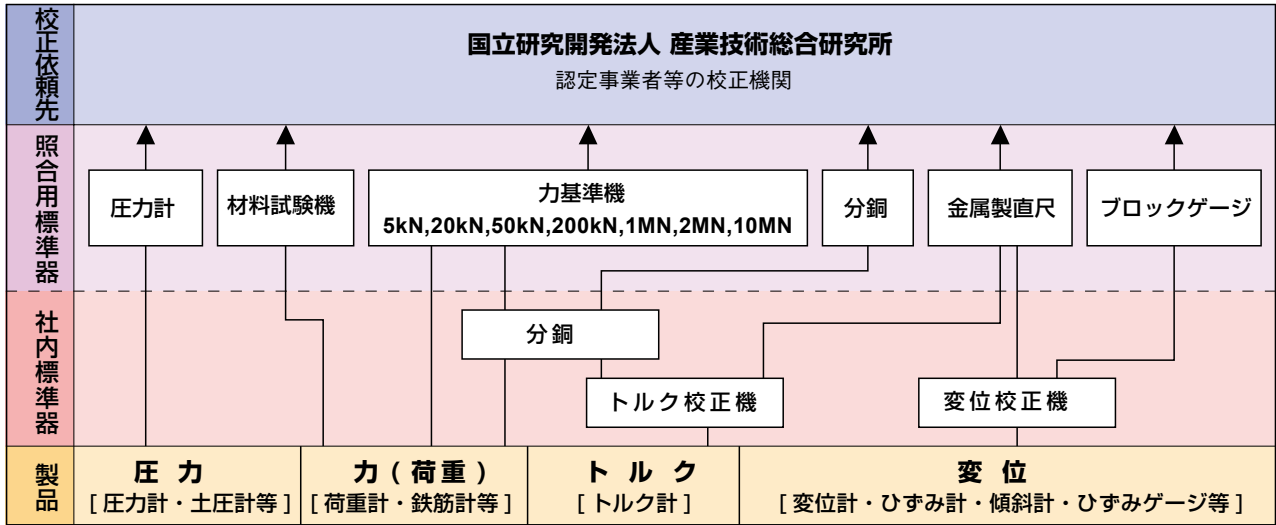 校正依頼先
国立研究開発法人 産業技術総合研究所
認定事業者等の校正機関
照合用標準器
圧力計
材料試験機
力基準機
5kN,20kN,50kN,200kN,1MN,2MN,10MN
分銅
金属製直尺
ブロックゲージ
社内標準器
分銅
トルク校正機
変位校正機
製品
圧力
[ 圧力計・土圧計等 ]
力 ( 荷重 )
[ 荷重計・鉄筋計等 ]
トルク
[ トルク計 ]
変位
[ 変位計・ひずみ計・傾斜計・ひずみゲージ等 ]